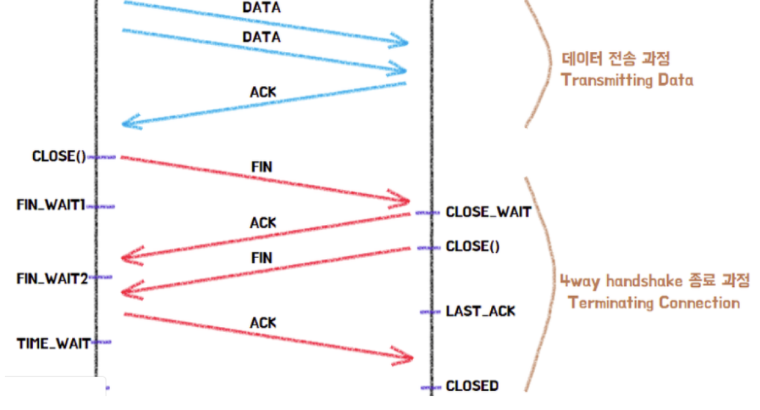 DATA
DATA
데이터 전송 과정
Transmitting Data
ACK
CLOSE()
FIN
FIN_WAIT1
CLOSE_WAIT
ACK
CLOSE()
FIN
FIN_WAIT2
4way handshake 종료 과정
Terminating Connection
LAST_ACK
ACK
TIME_WAIT
CLOSED